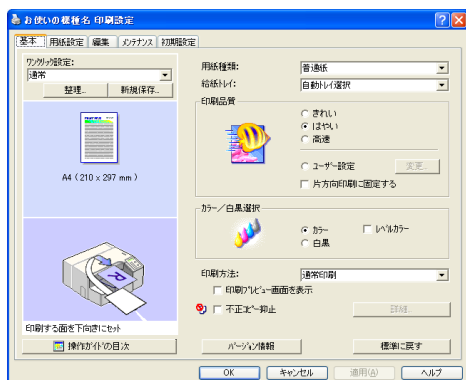 お使いの機種名 印刷設定
基本 用紙設定 編集 メンテナンス 初期設定
ワンクリック設定:
通常
整理... 新規保存...
A4 ( 210 x 297 mm )
印刷する面を下向きにセット
操作ガイドの目次
用紙種類: 普通紙
給紙トレイ: 自動トレイ選択
印刷品質
きれい
はやい
高速
ユーザー設定 変更...
片方向印刷に固定する
カラー/白黒選択
カラー レベルカラー
白黒
印刷方法: 通常印刷
印刷プレビュー画面を表示
不正コピー抑止 詳細...
バージョン情報 標準に戻す
OK キャンセル 適用(A) ヘルプ